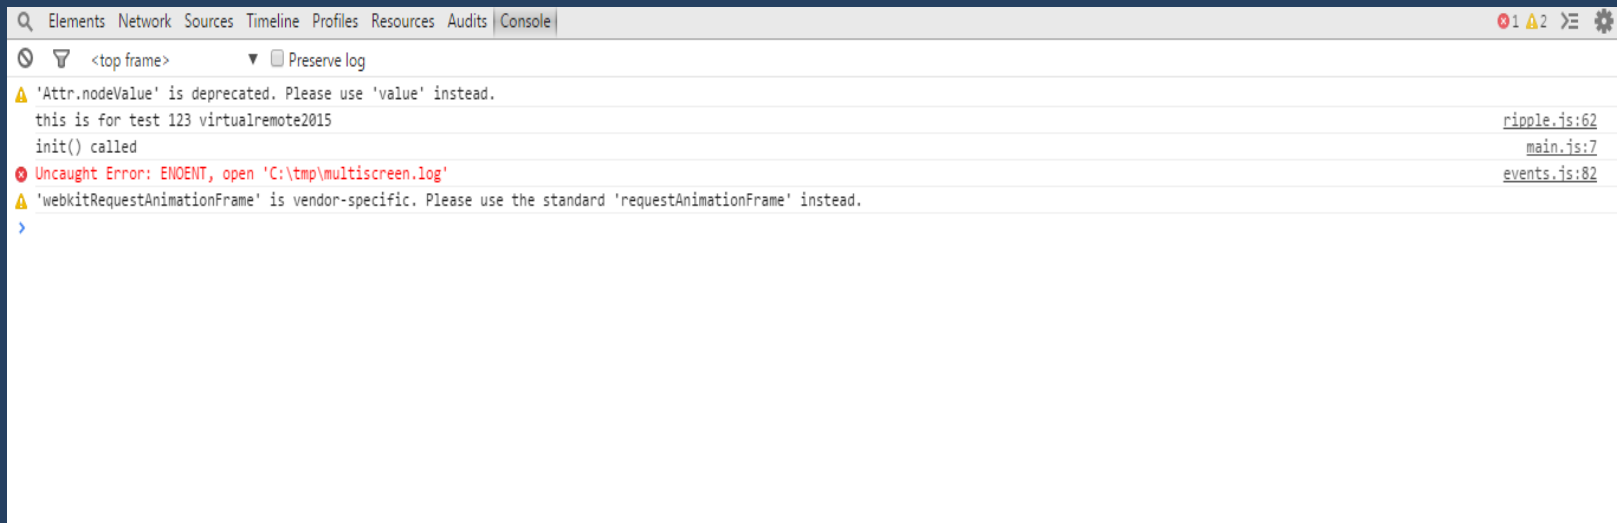 Elements Network Sources Timeline Profiles Resources Audits Console 1 2
<top frame> ▼ Preserve log
'Attr.nodeValue' is deprecated. Please use 'value' instead.
this is for test 123 virtualremote2015 ripple.js:62
init() called main.js:7
Uncaught Error: ENOENT, open 'C:\tmp\multiscreen.log' events.js:82
'webkitRequestAnimationFrame' is vendor-specific. Please use the standard 'requestAnimationFrame' instead.
>